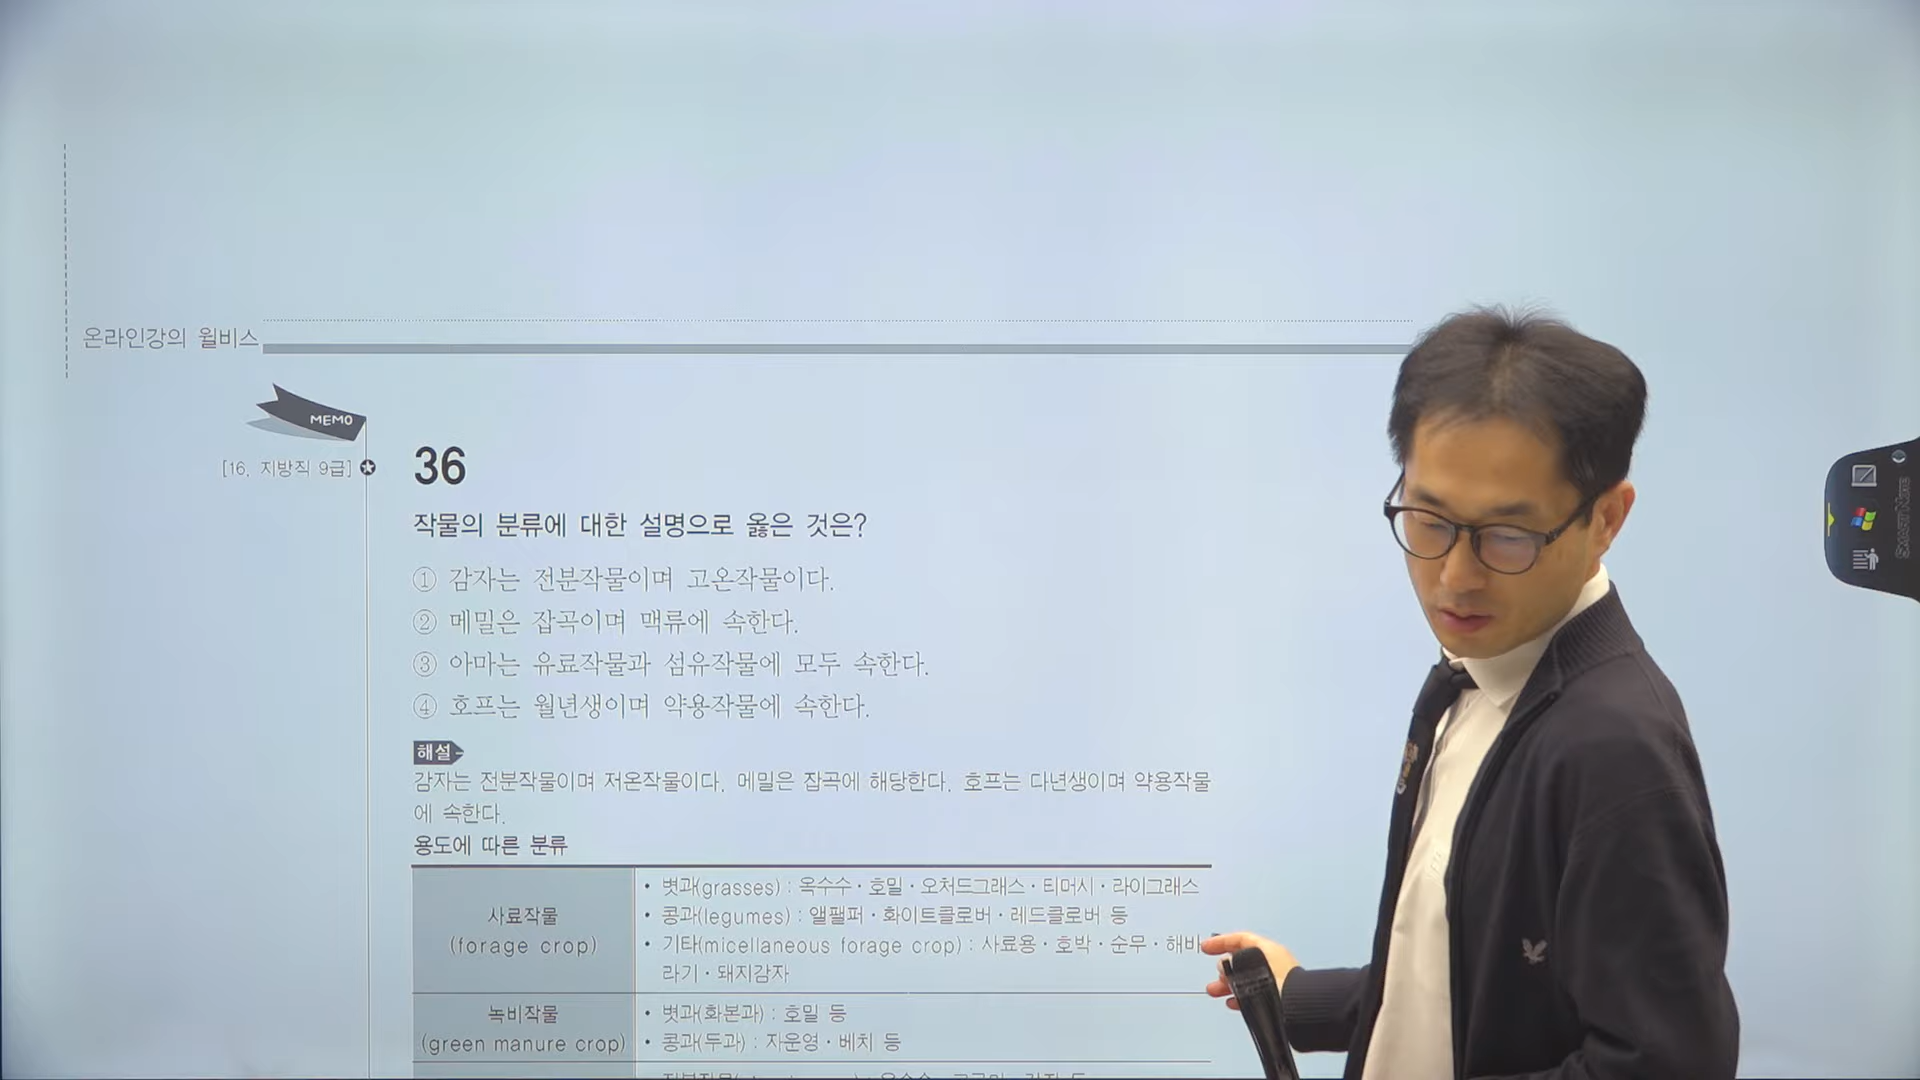 온라인강의 윌비스
MEMO
[16. 지방직 9급]
36
작물의 분류에 대한 설명으로 옳은 것은?
① 감자는 전분작물이며 고온작물이다.
② 메밀은 잡곡이며 맥류에 속한다.
③ 아마는 유료작물과 섬유작물에 모두 속한다.
④ 호프는 월년생이며 약용작물에 속한다.
해설
감자는 전분작물이며 저온작물이다. 메밀은 잡곡에 해당한다. 호프는 다년생이며 약용작물
에 속한다.
용도에 따른 분류
사료작물
(forage crop)
• 볏과(grasses) : 옥수수·호밀·오처드그래스·티머시·라이그래스
• 콩과(legumes) : 앨팰퍼·화이트클로버·레드클로버 등
• 기타(micellaneous forage crop) : 사료용·호박·순무·해바
라기·돼지감자
녹비작물
(green manure crop)
• 볏과(화본과) : 호밀 등
• 콩과(두과) : 자운영·베치 등